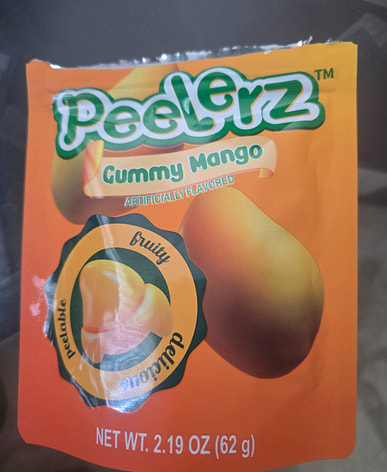 Peelerz™
Gummy Mango
ARTIFICIALLY FLAVORED
fruity
peelable
delicious
NET WT. 2.19 OZ (62 g)